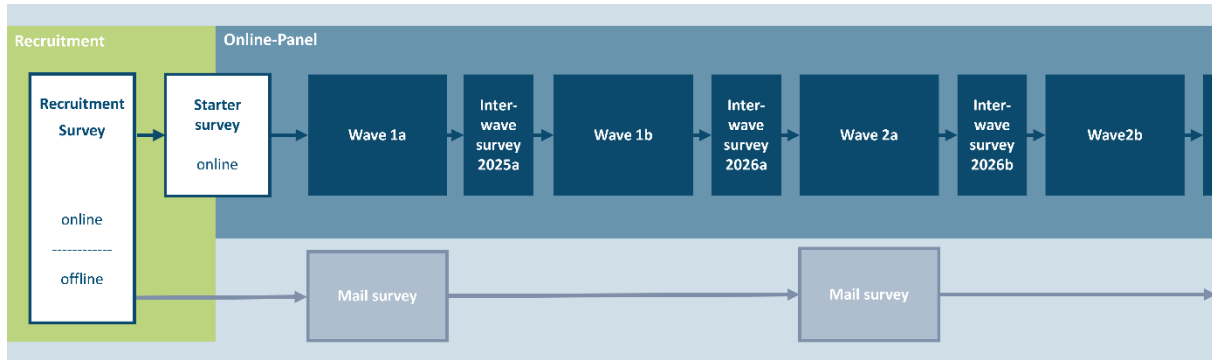 Recruitment
Online-Panel
Recruitment
Survey
online
------------
offline
Starter
survey
online
Wave 1a
Inter-
wave
survey
2025a
Wave 1b
Inter-
wave
survey
2026a
Wave 2a
Inter-
wave
survey
2026b
Wave2b
Mail survey
Mail survey